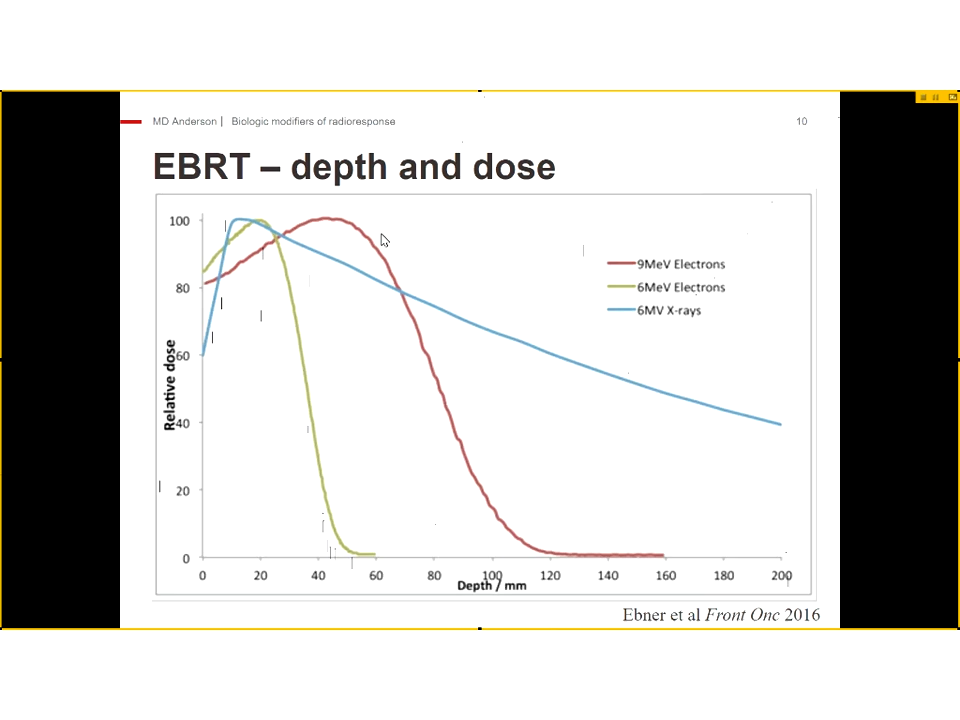 MD Anderson | Biologic modifiers of radioresponse 10
EBRT – depth and dose
100
80
60
40
20
0
Relative dose
9MeV Electrons
6MeV Electrons
6MV X-rays
0 20 40 60 80 100 120 140 160 180 200
Depth / mm
Ebner et al Front Onc 2016